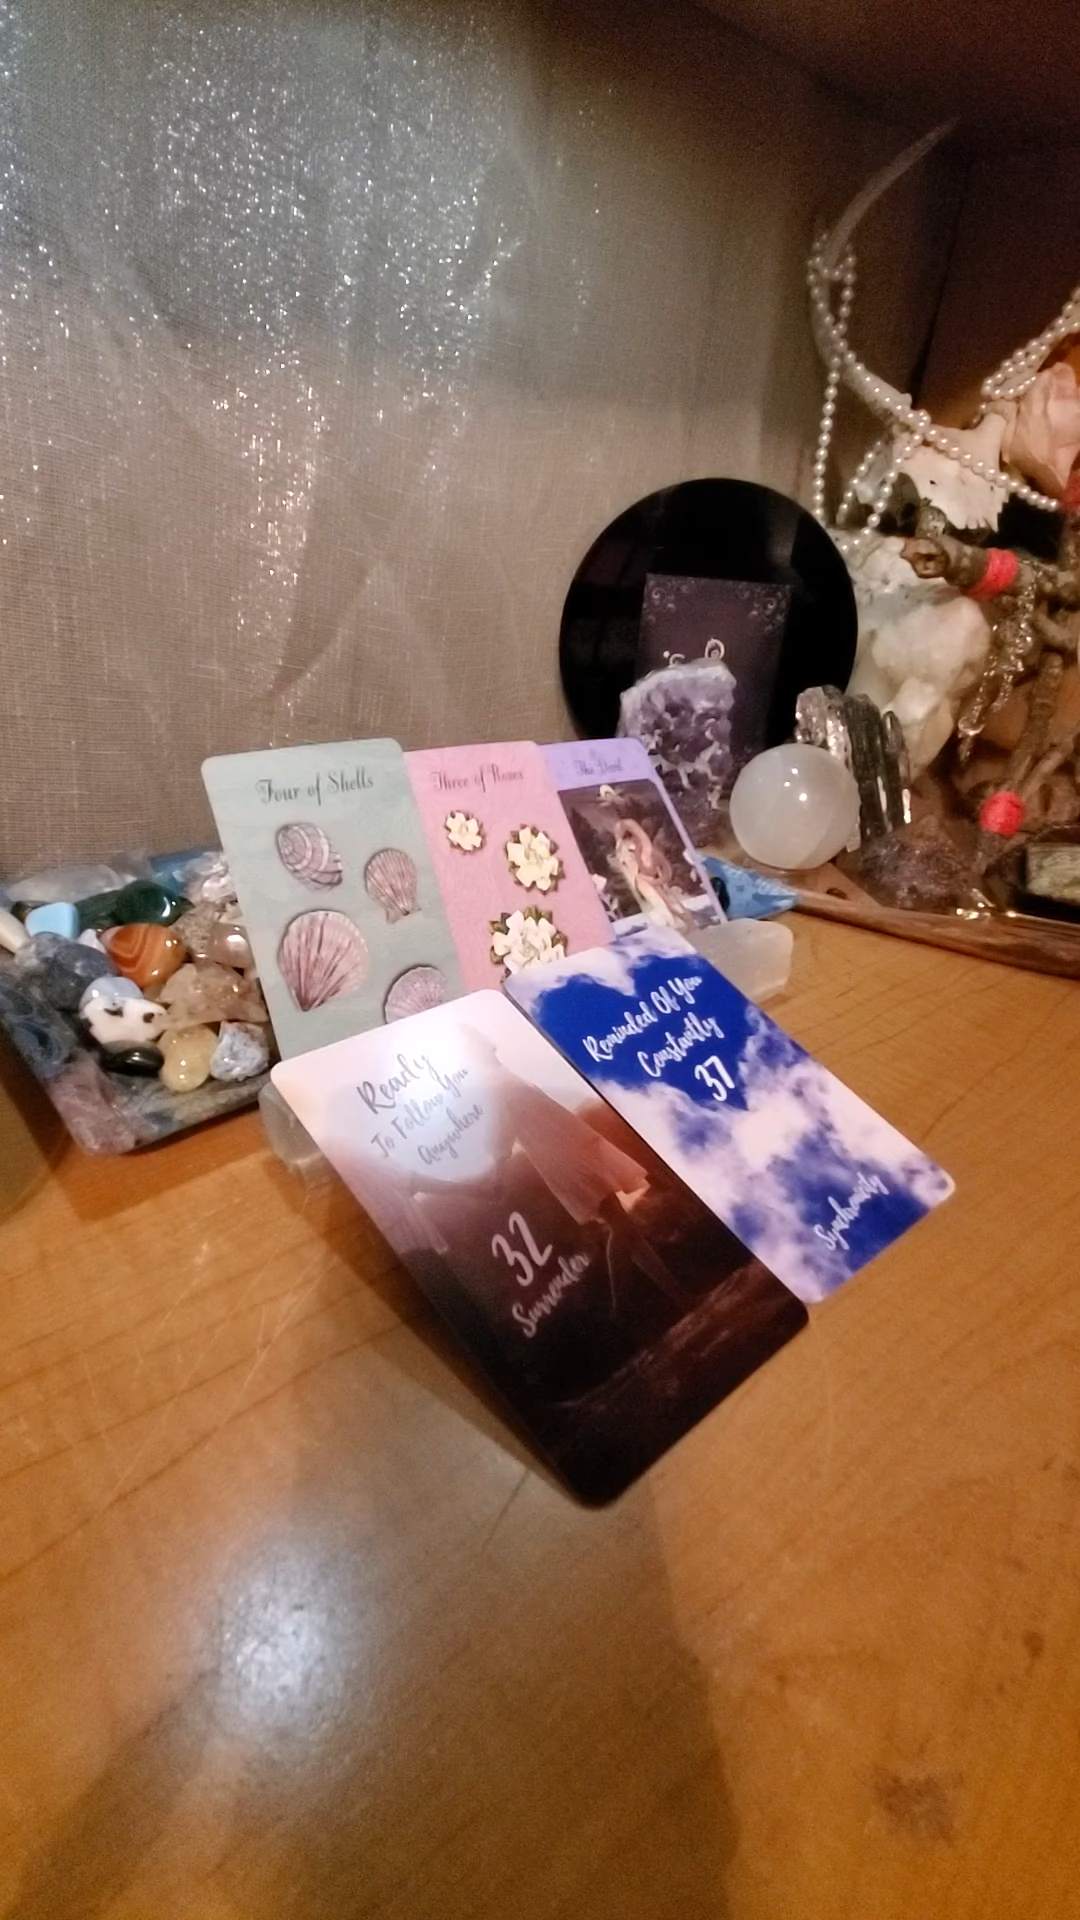 Four of Shells
Three of Roses
The Devil
Reminded Of You
Constantly
37
Synchronicity
Ready
To Follow You
Anywhere
32
Surrender